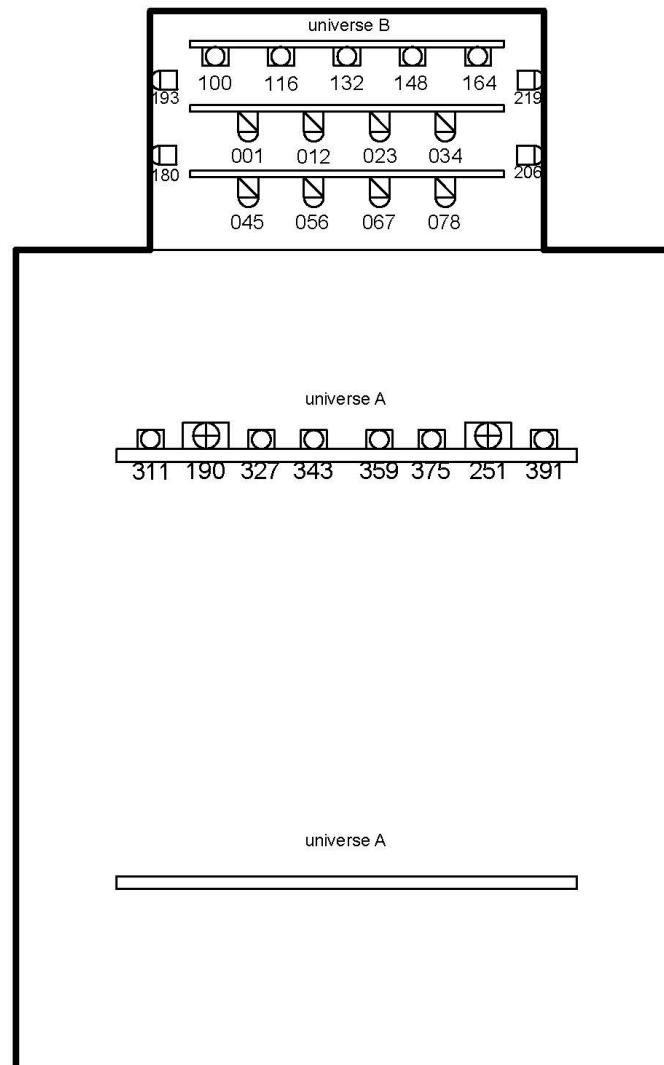 universe B
100 116 132 148 164
193 219
001 012 023 034
180 206
045 056 067 078
universe A
311 190 327 343 359 375 251 391
universe A